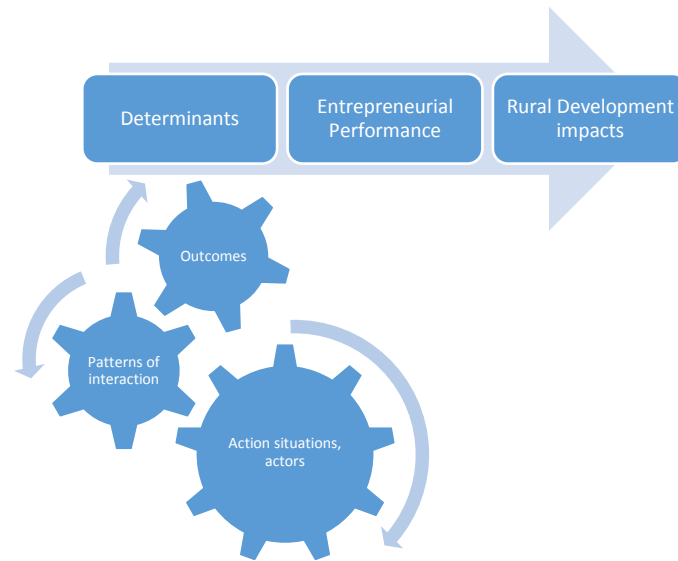 Determinants
Entrepreneurial
Performance
Rural Development
impacts
Outcomes
Patterns of
interaction
Action situations,
actors